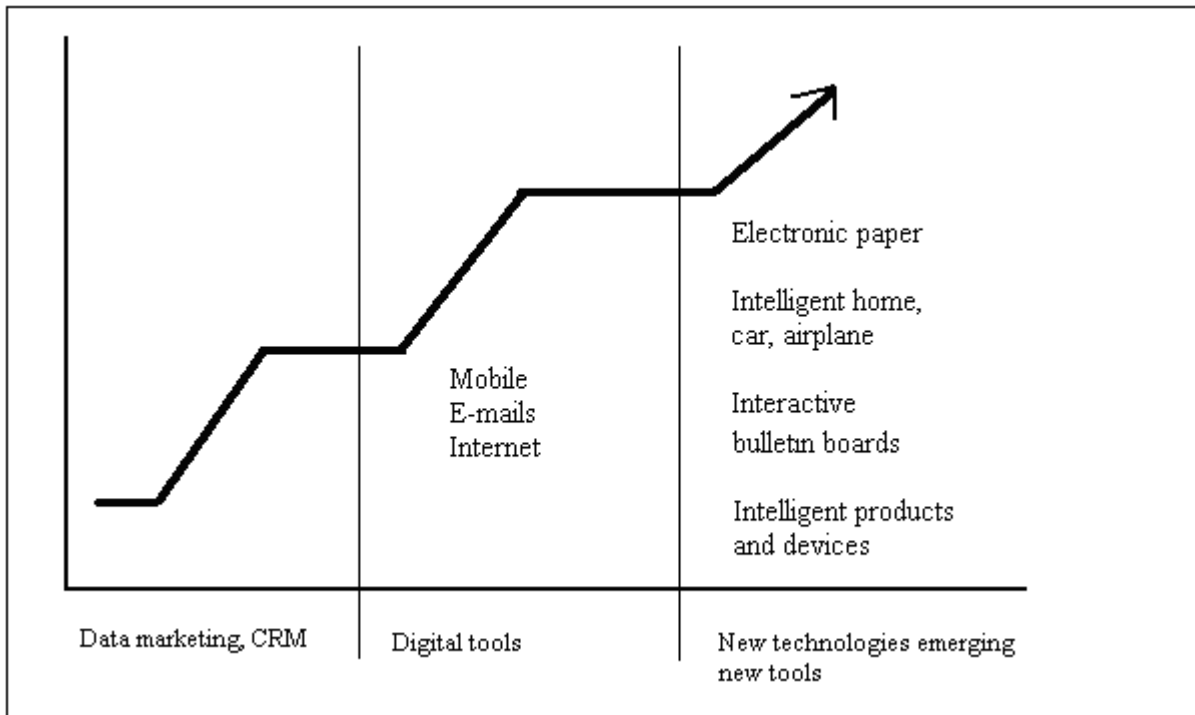 Electronic paper
Intelligent home,
car, airplane
Mobile
E-mails
Internet
Interactive
bulletin boards
Intelligent products
and devices
Data marketing, CRM
Digital tools
New technologies emerging
new tools